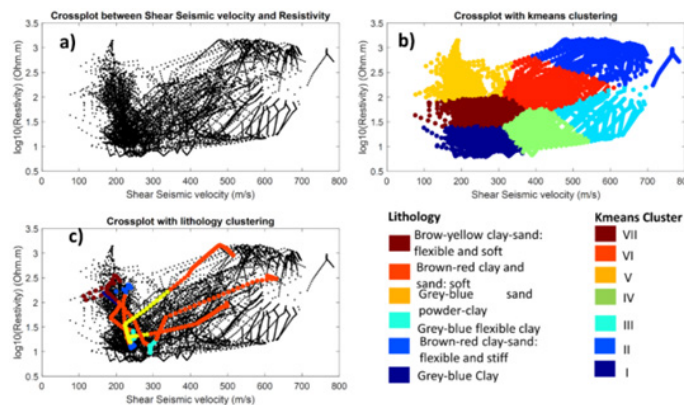 Crossplot between Shear Seismic velocity and Resistivity
a)
log10(Restivity) (Ohm.m)
3.5
3
2.5
2
1.5
1
0.5
0 100 200 300 400 500 600 700 800
Shear Seismic velocity (m/s)
Crossplot with kmeans clustering
b)
log10(Restivity) (Ohm.m)
3.5
3
2.5
2
1.5
1
0.5
0 100 200 300 400 500 600 700 800
Shear Seismic velocity (m/s)
Crossplot with lithology clustering
c)
log10(Restivity) (Ohm.m)
3.5
3
2.5
2
1.5
1
0.5
0 100 200 300 400 500 600 700 800
Shear Seismic velocity (m/s)
Lithology
Brow-yellow clay-sand:
flexible and soft
Brown-red clay and
sand: soft
Grey-blue sand
powder-clay
Grey-blue flexible clay
Brown-red clay-sand:
flexible and stiff
Grey-blue Clay
Kmeans Cluster
VII
VI
V
IV
III
II
I